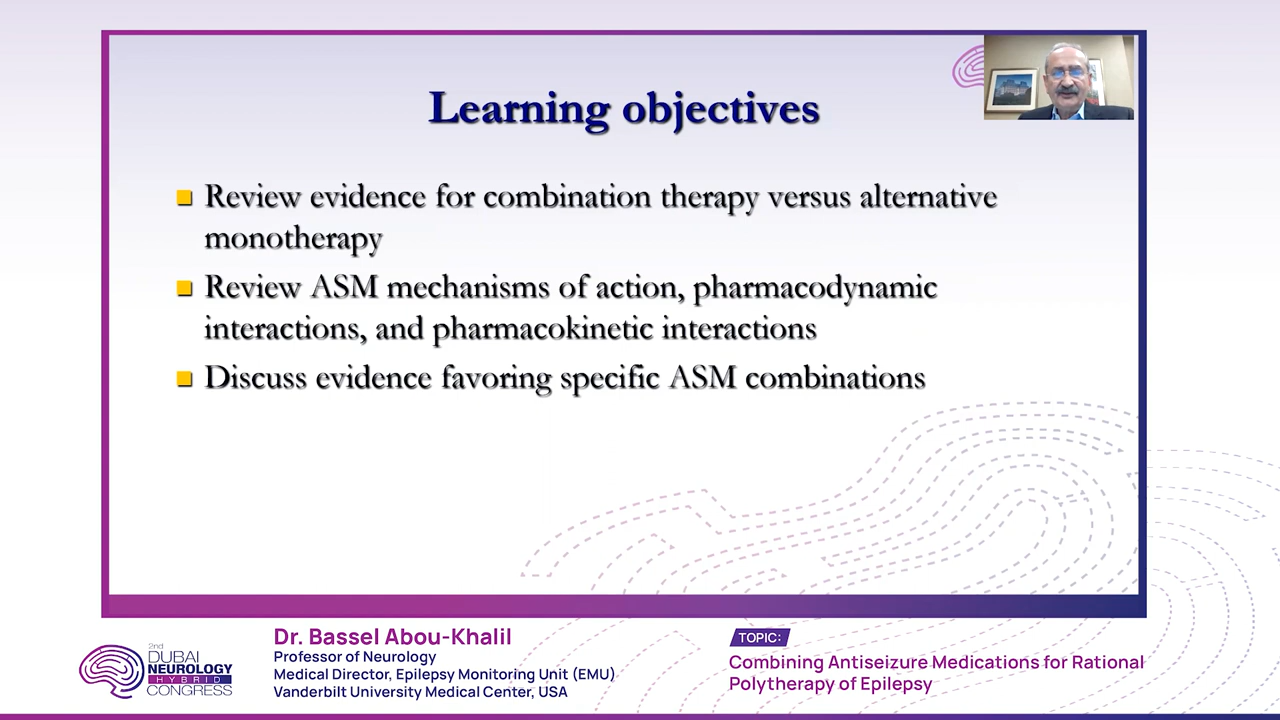 Learning objectives
Review evidence for combination therapy versus alternative
monotherapy
Review ASM mechanisms of action, pharmacodynamic
interactions, and pharmacokinetic interactions
Discuss evidence favoring specific ASM combinations
2nd
DUBAI
NEUROLOGY
HYBRID
CONGRESS
Dr. Bassel Abou-Khalil
Professor of Neurology
Medical Director, Epilepsy Monitoring Unit (EMU)
Vanderbilt University Medical Center, USA
TOPIC:
Combining Antiseizure Medications for Rational
Polytherapy of Epilepsy